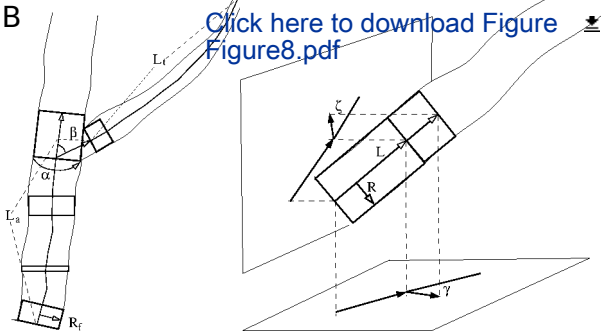 B
Click here to download Figure
Figure8.pdf
Lt
β
α
La
Rf
ζ
L
R
γ